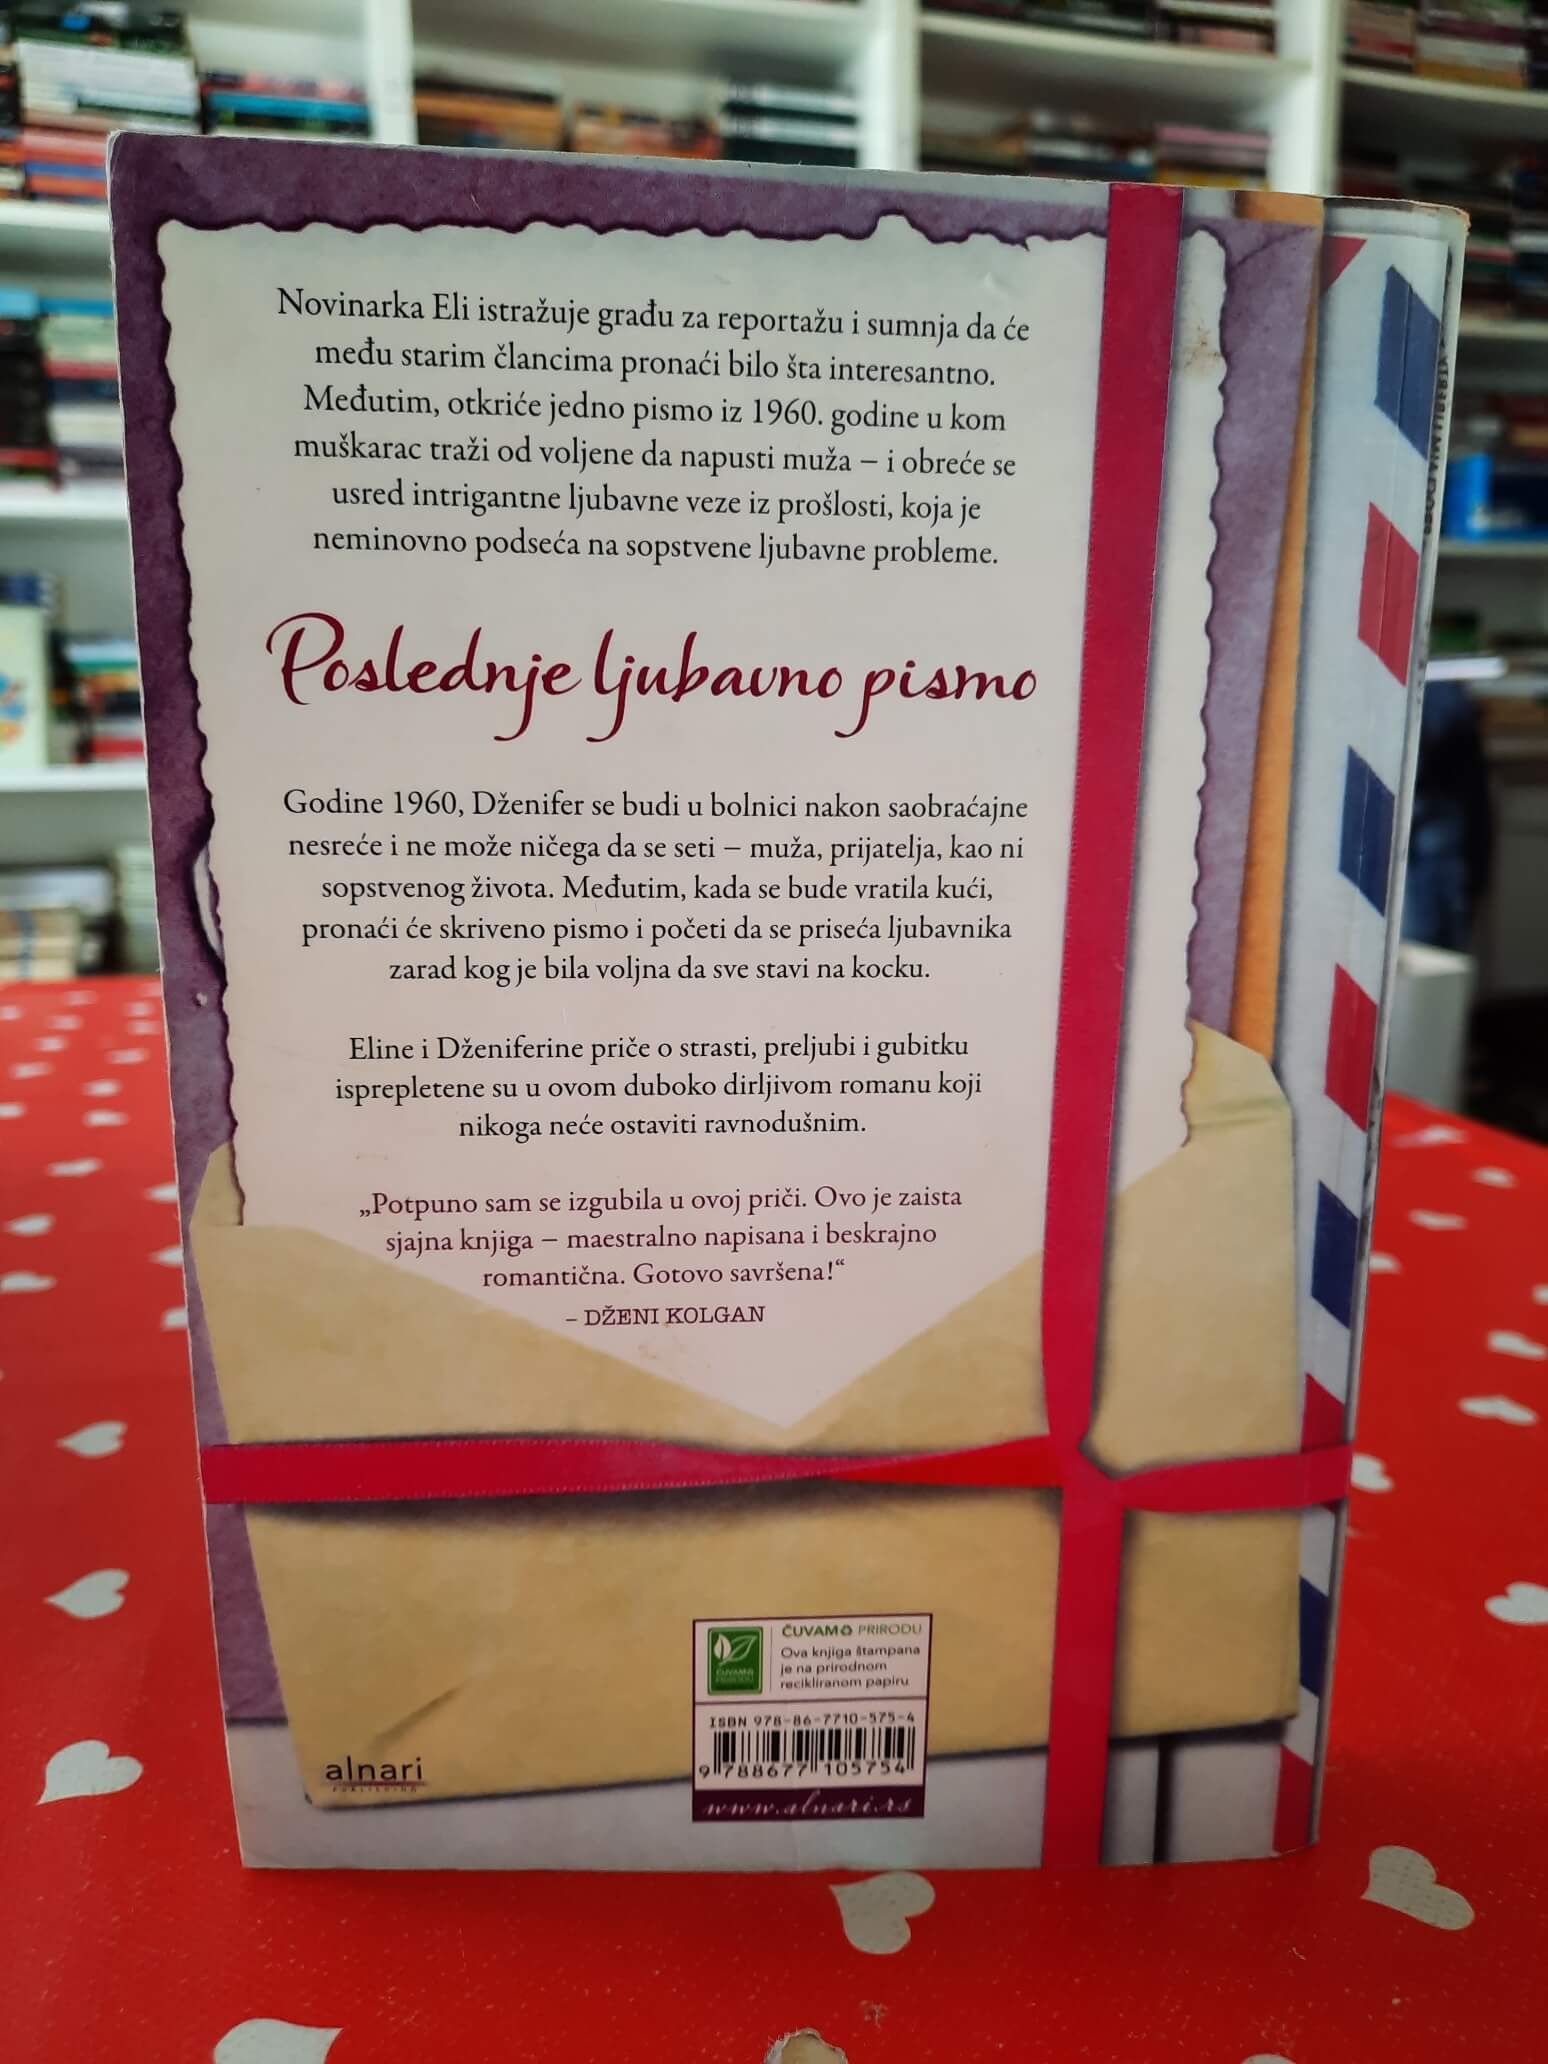 Novinarka Eli istražuje građu za reportažu i sumnja da će
među starim člancima pronaći bilo šta interesantno.
Međutim, otkriće jedno pismo iz 1960. godine u kom
muškarac traži od voljene da napusti muža – i obreće se
usred intrigantne ljubavne veze iz prošlosti, koja je
neminovno podseća na sopstvene ljubavne probleme.
Poslednje ljubavno pismo
Godine 1960, Dženifer se budi u bolnici nakon saobraćajne
nesreće i ne može ničega da se seti – muža, prijatelja, kao ni
sopstvenog života. Međutim, kada se bude vratila kući,
pronaći će skriveno pismo i početi da se priseća ljubavnika
zarad kog je bila voljna da sve stavi na kocku.
Eline i Dženiferine priče o strasti, preljubi i gubitku
isprepletene su u ovom duboko dirljivom romanu koji
nikoga neće ostaviti ravnodušnim.
„Potpuno sam se izgubila u ovoj priči. Ovo je zaista
sjajna knjiga – maestralno napisana i beskrajno
romantična. Gotovo savršena!“
– DŽENI KOLGAN
ČUVAMO PRIRODU
Ova knjiga štampana
je na prirodnom
recikliranom papiru
ČUVAMO
PRIRODU
ISBN 978-86-7710-575-4
9 788677 105754
www.alnari.rs
alnari
PUBLISHING